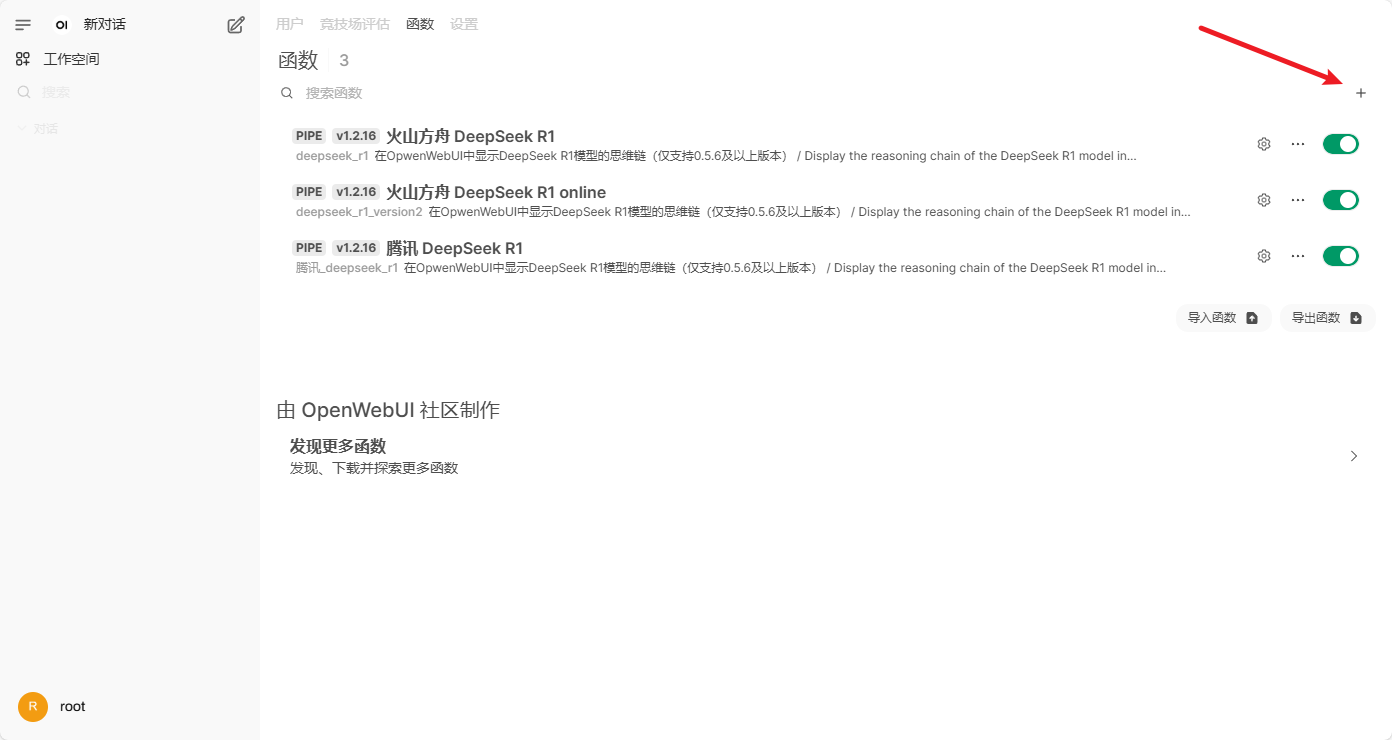 OI 新对话
工作空间
搜索
对话
用户 竞技场评估 函数 设置
函数 3
搜索函数
PIPE v1.2.16 火山方舟 DeepSeek R1
deepseek_r1 在OpwenWebUI中显示DeepSeek R1模型的思维链（仅支持0.5.6及以上版本） / Display the reasoning chain of the DeepSeek R1 model in...
PIPE v1.2.16 火山方舟 DeepSeek R1 online
deepseek_r1_version2 在OpwenWebUI中显示DeepSeek R1模型的思维链（仅支持0.5.6及以上版本） / Display the reasoning chain of the DeepSeek R1 model in...
PIPE v1.2.16 腾讯 DeepSeek R1
腾讯_deepseek_r1 在OpwenWebUI中显示DeepSeek R1模型的思维链（仅支持0.5.6及以上版本） / Display the reasoning chain of the DeepSeek R1 model in...
导入函数 导出函数
由 OpenWebUI 社区制作
发现更多函数
发现、下载并探索更多函数
R root